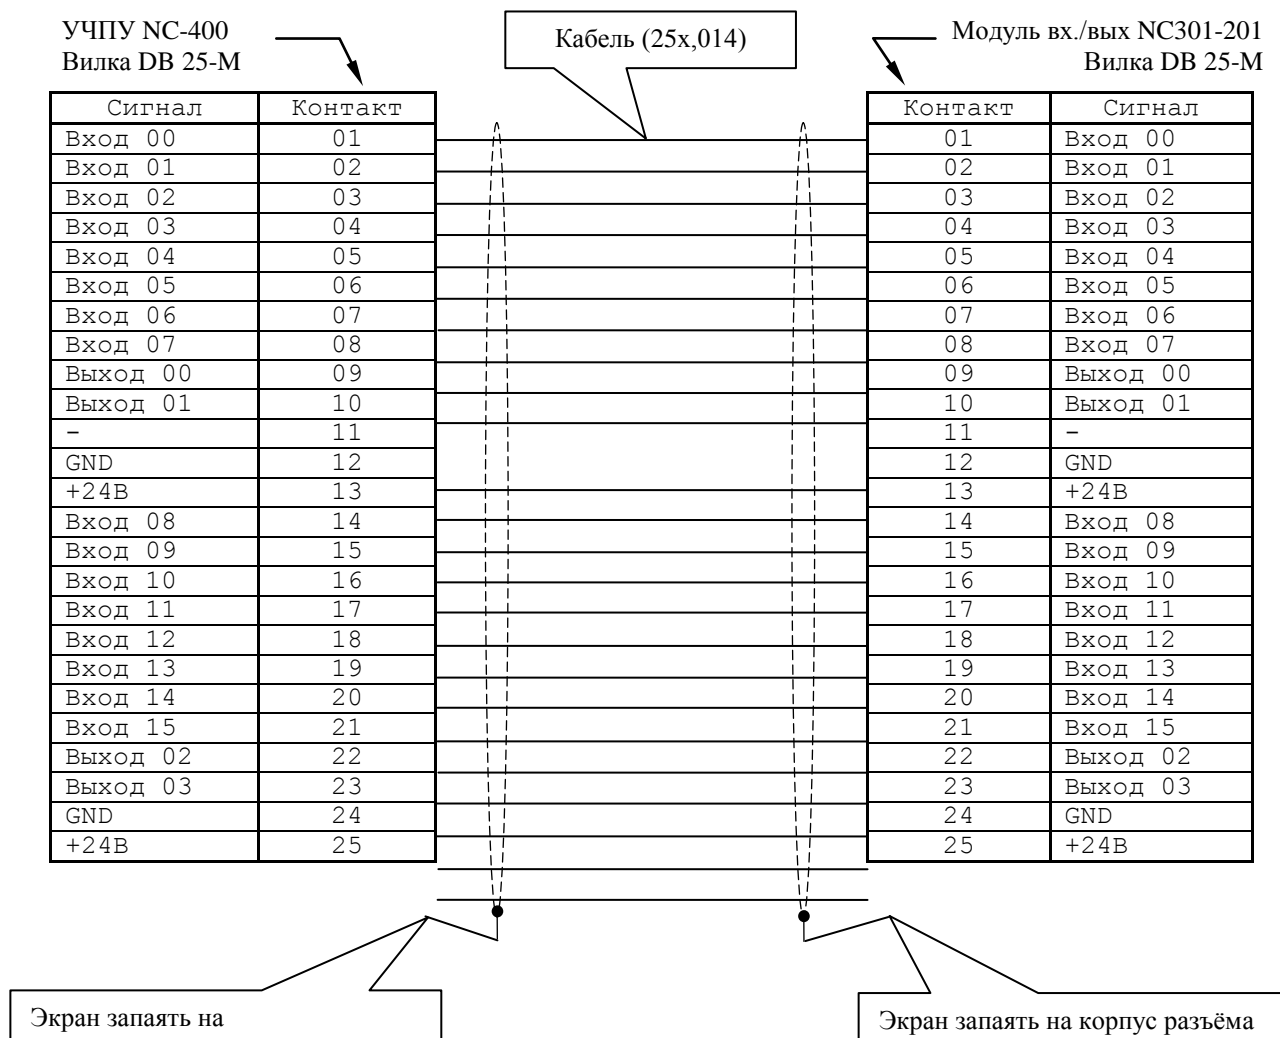 УЧПУ NC-400
Вилка DB 25-M
Кабель (25x,014)
Модуль вх./вых NC301-201
Вилка DB 25-M
Сигнал Контакт Контакт Сигнал
Вход 00 01 01 Вход 00
Вход 01 02 02 Вход 01
Вход 02 03 03 Вход 02
Вход 03 04 04 Вход 03
Вход 04 05 05 Вход 04
Вход 05 06 06 Вход 05
Вход 06 07 07 Вход 06
Вход 07 08 08 Вход 07
Выход 00 09 09 Выход 00
Выход 01 10 10 Выход 01
- 11 11 -
GND 12 12 GND
+24В 13 13 +24В
Вход 08 14 14 Вход 08
Вход 09 15 15 Вход 09
Вход 10 16 16 Вход 10
Вход 11 17 17 Вход 11
Вход 12 18 18 Вход 12
Вход 13 19 19 Вход 13
Вход 14 20 20 Вход 14
Вход 15 21 21 Вход 15
Выход 02 22 22 Выход 02
Выход 03 23 23 Выход 03
GND 24 24 GND
+24В 25 25 +24В
Экран запаять на
Экран запаять на корпус разъёма